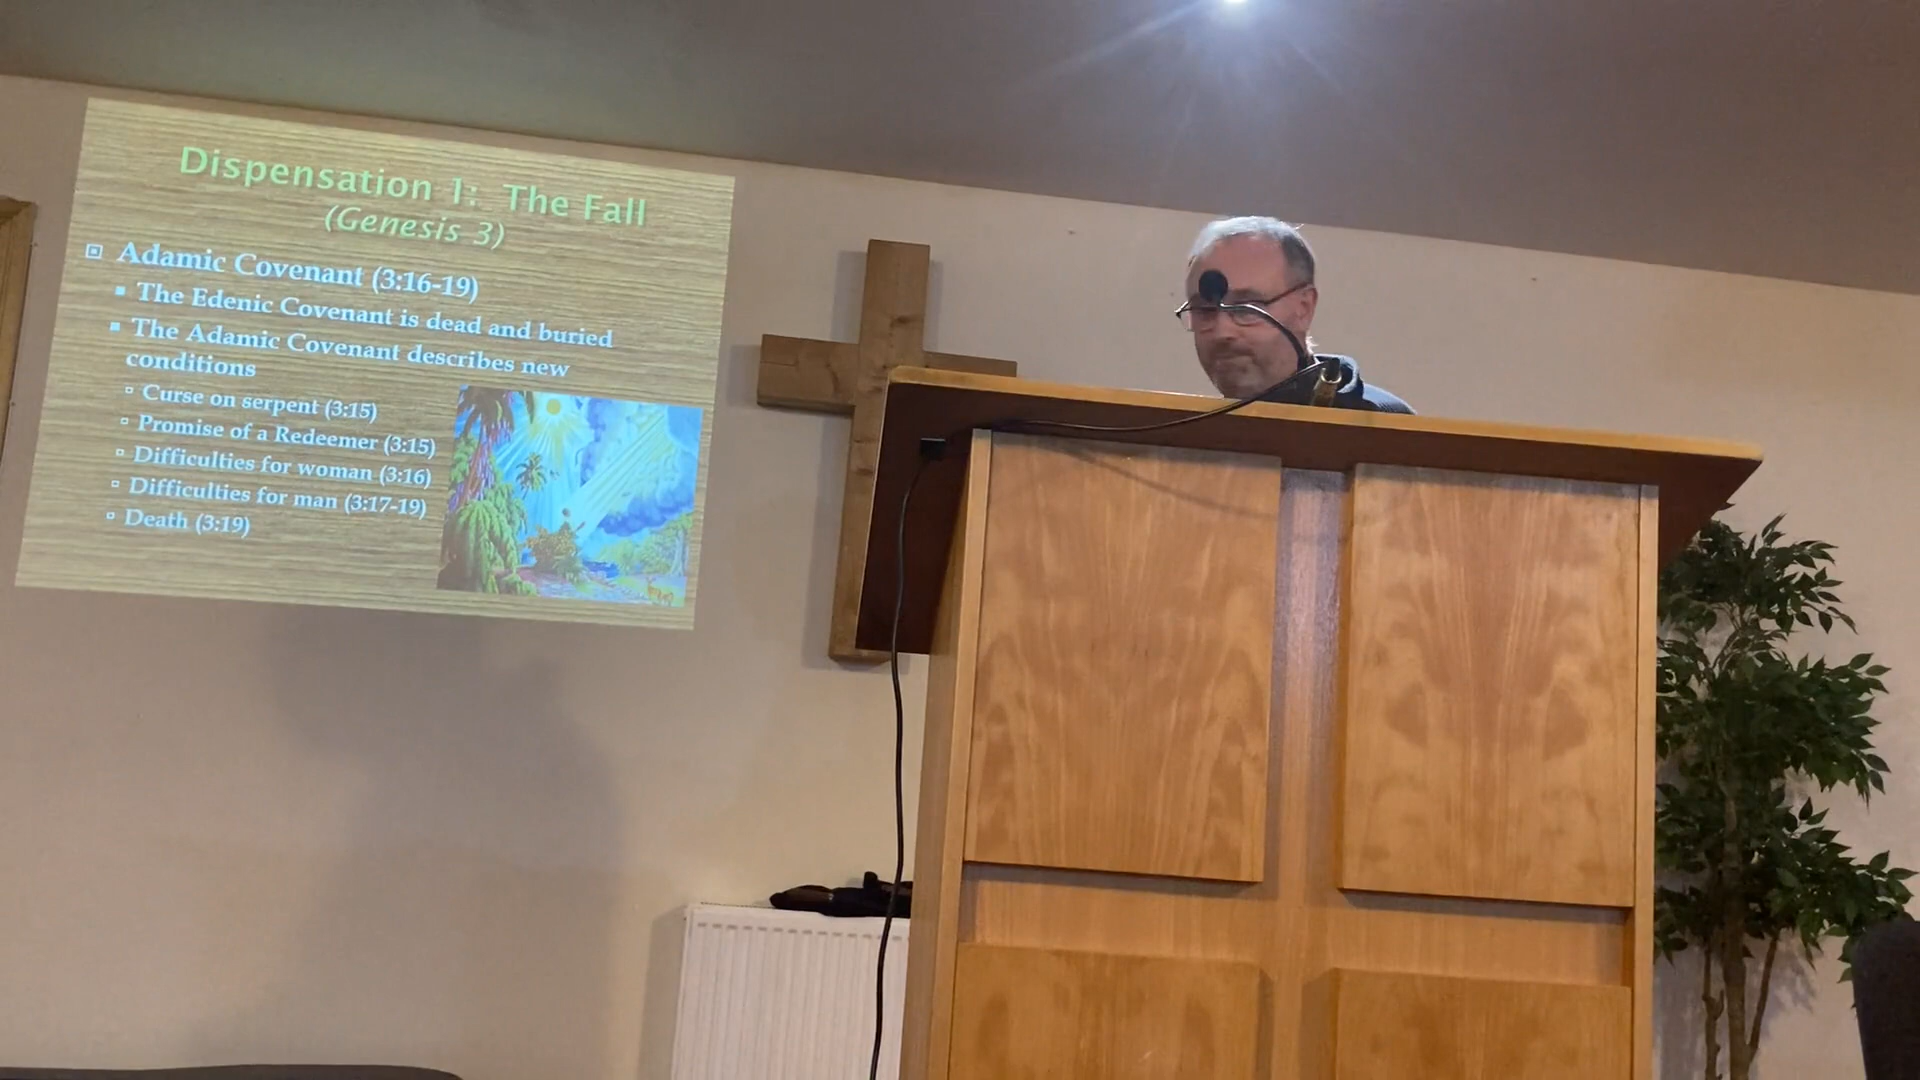 Dispensation 1: The Fall
(Genesis 3)
Adamic Covenant (3:16-19)
The Edenic Covenant is dead and buried
The Adamic Covenant describes new
conditions
Curse on serpent (3:15)
Promise of a Redeemer (3:15)
Difficulties for woman (3:16)
Difficulties for man (3:17-19)
Death (3:19)